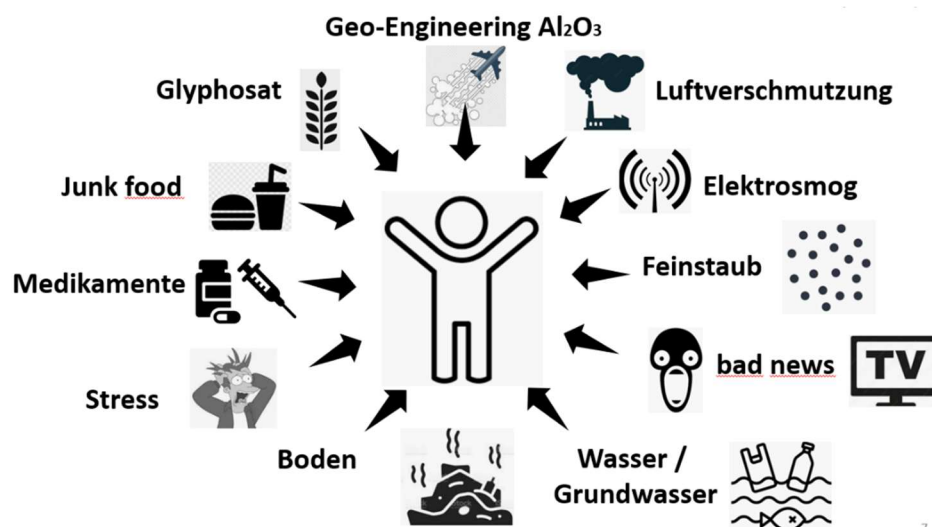 Geo-Engineering Al₂O₃
Glyphosat
Luftverschmutzung
Junk food
Elektrosmog
Medikamente
Feinstaub
Stress
bad news
TV
Boden
Wasser /
Grundwasser